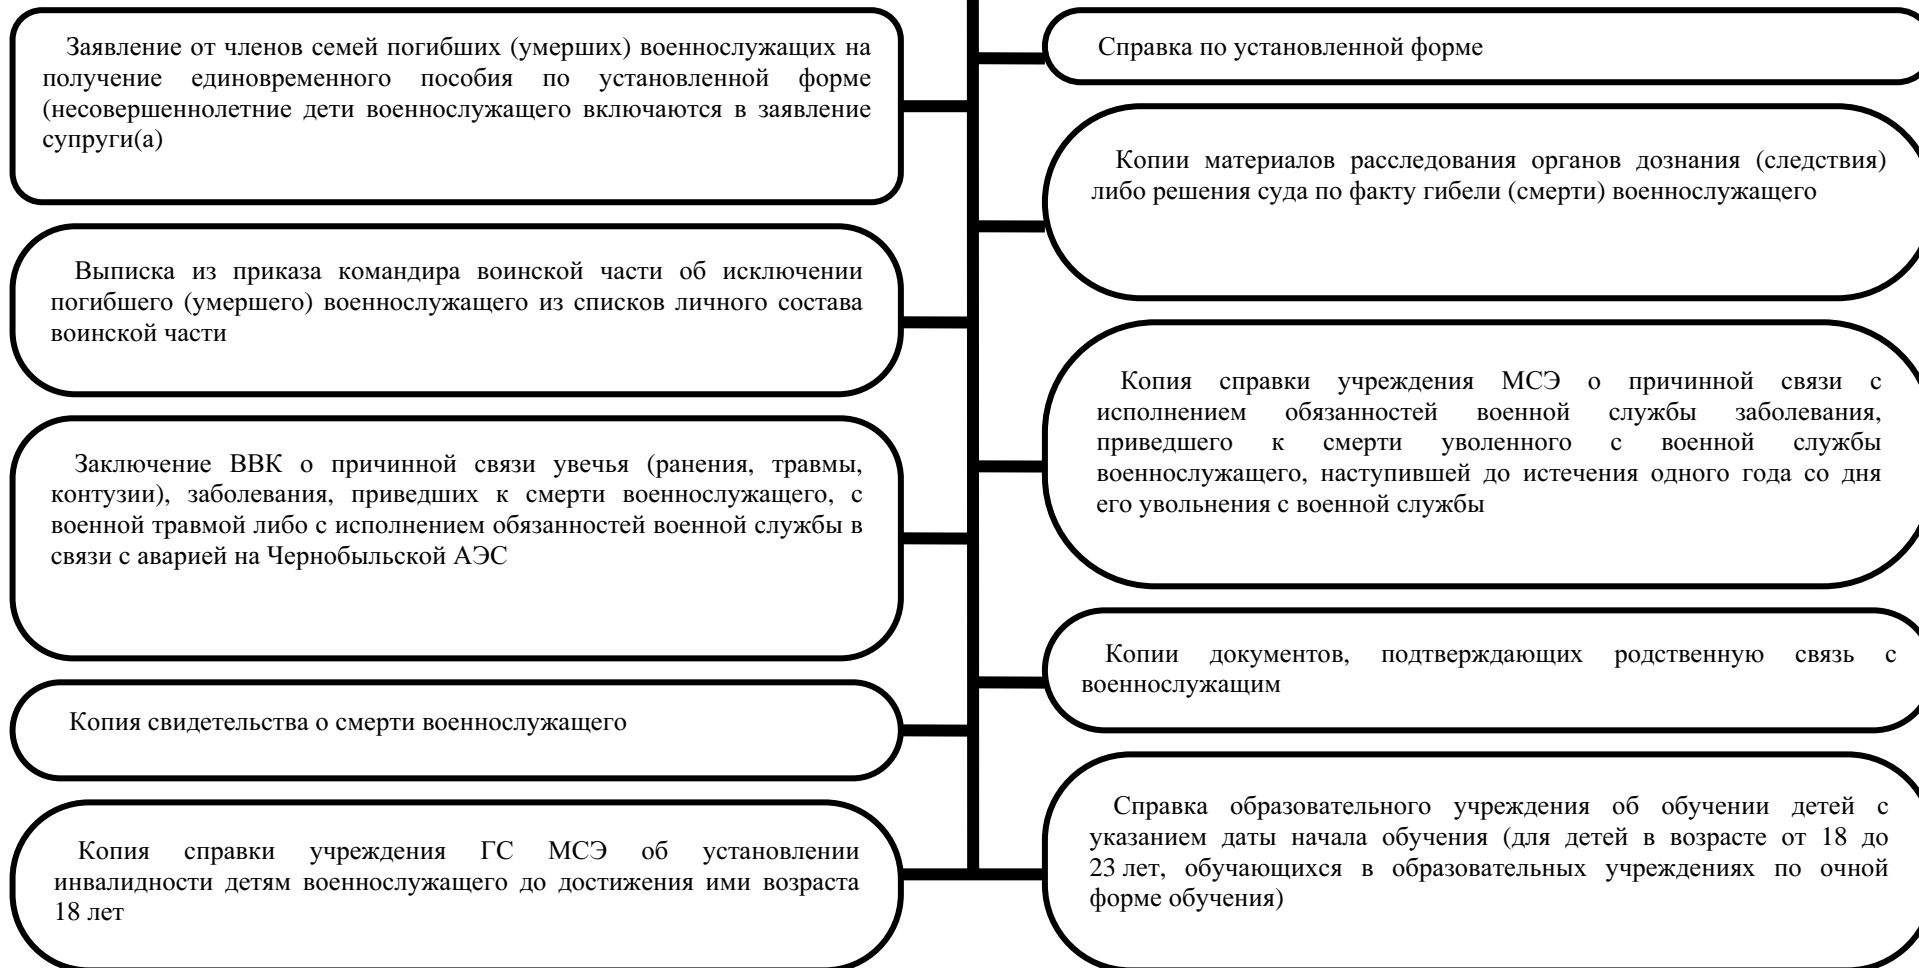 Заявление от членов семей погибших (умерших) военнослужащих на
получение единовременного пособия по установленной форме
(несовершеннолетние дети военнослужащего включаются в заявление
супруги(а)
Выписка из приказа командира воинской части об исключении
погибшего (умершего) военнослужащего из списков личного состава
воинской части
Заключение ВВК о причинной связи увечья (ранения, травмы,
контузии), заболевания, приведших к смерти военнослужащего, с
военной травмой либо с исполнением обязанностей военной службы в
связи с аварией на Чернобыльской АЭС
Копия свидетельства о смерти военнослужащего
Копия справки учреждения ГС МСЭ об установлении
инвалидности детям военнослужащего до достижения ими возраста
18 лет
Справка по установленной форме
Копии материалов расследования органов дознания (следствия)
либо решения суда по факту гибели (смерти) военнослужащего
Копия справки учреждения МСЭ о причинной связи с
исполнением обязанностей военной службы заболевания,
приведшего к смерти уволенного с военной службы
военнослужащего, наступившей до истечения одного года со дня
его увольнения с военной службы
Копии документов, подтверждающих родственную связь с
военнослужащим
Справка образовательного учреждения об обучении детей с
указанием даты начала обучения (для детей в возрасте от 18 до
23 лет, обучающихся в образовательных учреждениях по очной
форме обучения)